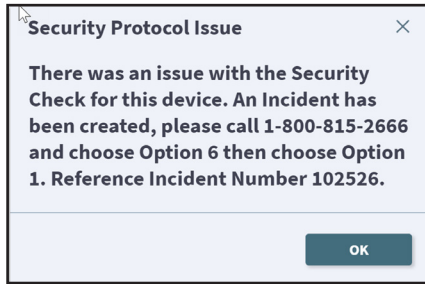 Security Protocol Issue
There was an issue with the Security
Check for this device. An Incident has
been created, please call 1-800-815-2666
and choose Option 6 then choose Option
1. Reference Incident Number 102526.
OK